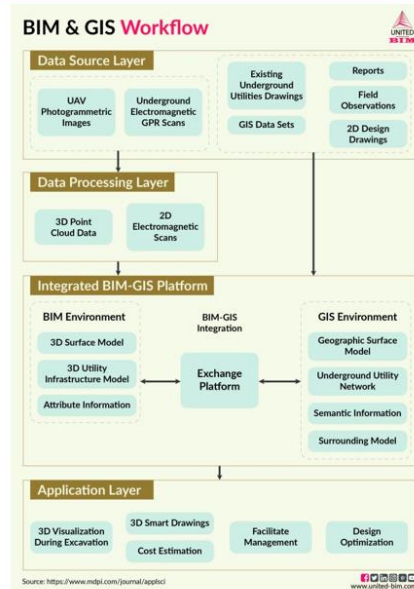 BIM & GIS Workflow
UNITED
BIM
Data Source Layer
UAV
Photogrammetric
Images
Underground
Electromagnetic
GPR Scans
Existing
Underground
Utilities Drawings
GIS Data Sets
Reports
Field
Observations
2D Design
Drawings
Data Processing Layer
3D Point
Cloud Data
2D
Electromagnetic
Scans
Integrated BIM-GIS Platform
BIM Environment
3D Surface Model
3D Utility
Infrastructure Model
Attribute Information
BIM-GIS
Integration
Exchange
Platform
GIS Environment
Geographic Surface
Model
Underground Utility
Network
Semantic Information
Surrounding Model
Application Layer
3D Visualization
During Excavation
3D Smart Drawings
Cost Estimation
Facilitate
Management
Design
Optimization
Source: https://www.mdpi.com/journal/applsci
www.united-bim.com